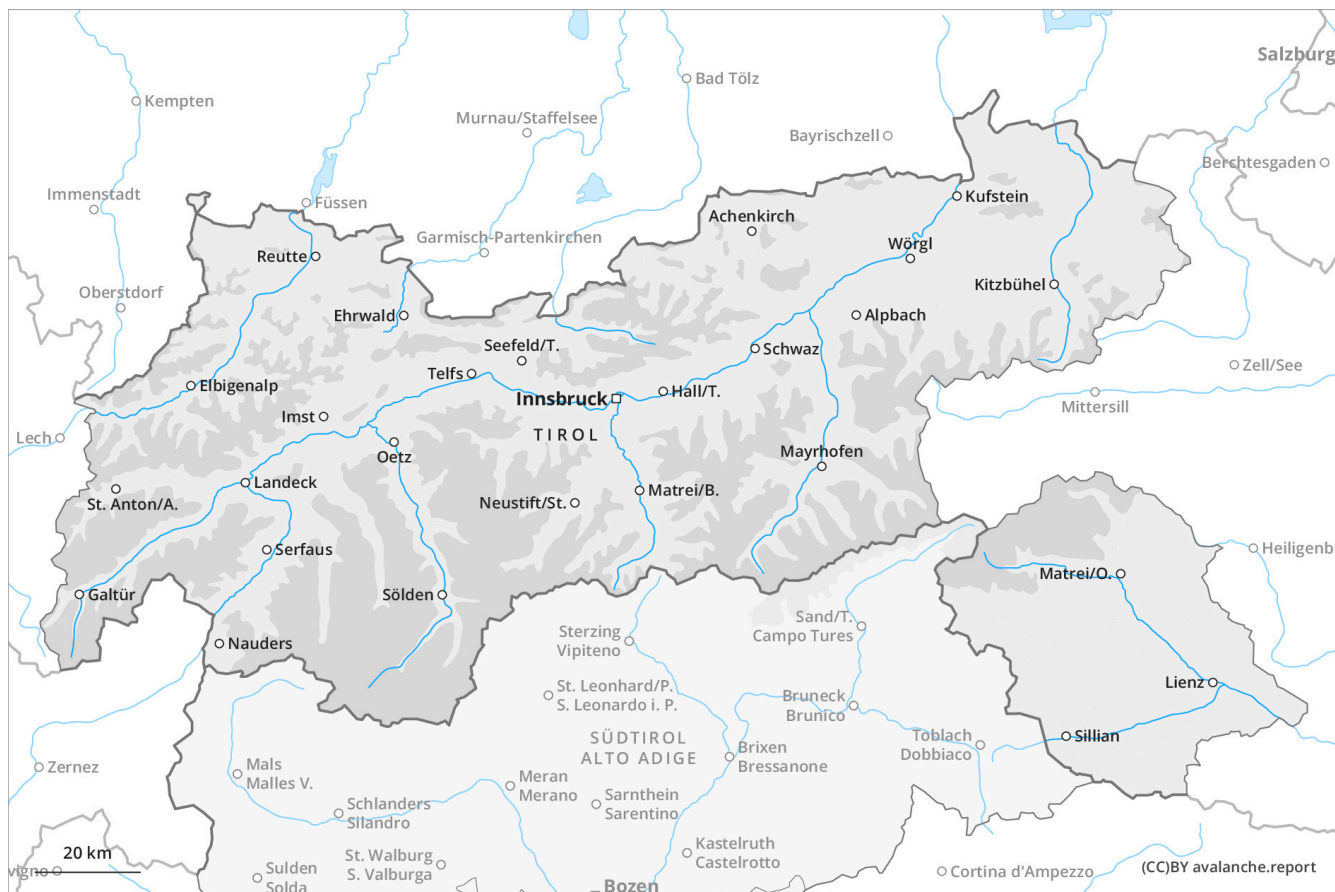 Salzburg
Bad Tölz
Kempten
Murnau/Staffelsee
Bayrischzell
Berchtesgaden
Immenstadt
Füssen
Kufstein
Achenkirch
Garmisch-Partenkirchen
Wörgl
Reutte
Kitzbühel
Oberstdorf
Ehrwald
Alpbach
Seefeld/T.
Schwaz
Zell/See
Telfs
Elbigenalp
Hall/T.
Innsbruck
Mittersill
Imst
TIROL
Lech
Oetz
Mayrhofen
Landeck
Matrei/B.
St. Anton/A.
Neustift/St.
Serfaus
Heiligenb
Matrei/O.
Galtür
Sölden
Sand/T.
Campo Tures
Sterzing
Vipiteno
Nauders
Lienz
St. Leonhard/P.
S. Leonardo i. P.
Bruneck
Brunico
SÜDTIROL
ALTO ADIGE
Sillian
Toblach
Dobbiaco
Brixen
Bressanone
Zernez
Mals
Malles V.
Meran
Merano
Schlanders
Silandro
Sarnthein
Sarentino
Kastelruth
Castelrotto
20 km
St. Walburg
S. Valburga
vigno
Sulden
Solda
Cortina d'Ampezzo
(CC)BY avalanche.report
Bozen